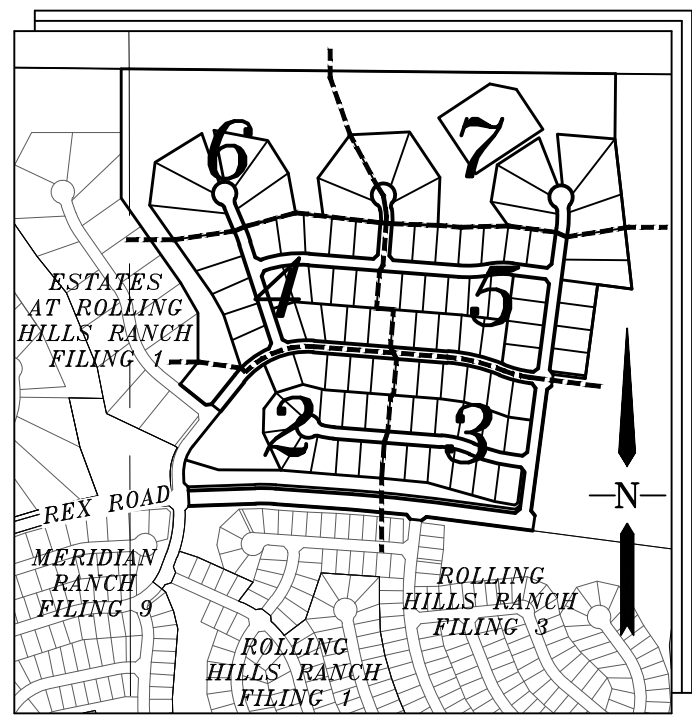 6
7
ESTATES
AT ROLLING
HILLS RANCH
FILING 1
4
5
2
3
N
REX ROAD
MERIDIAN
RANCH
FILING 9
ROLLING
HILLS RANCH
FILING 3
ROLLING
HILLS RANCH
FILING 1